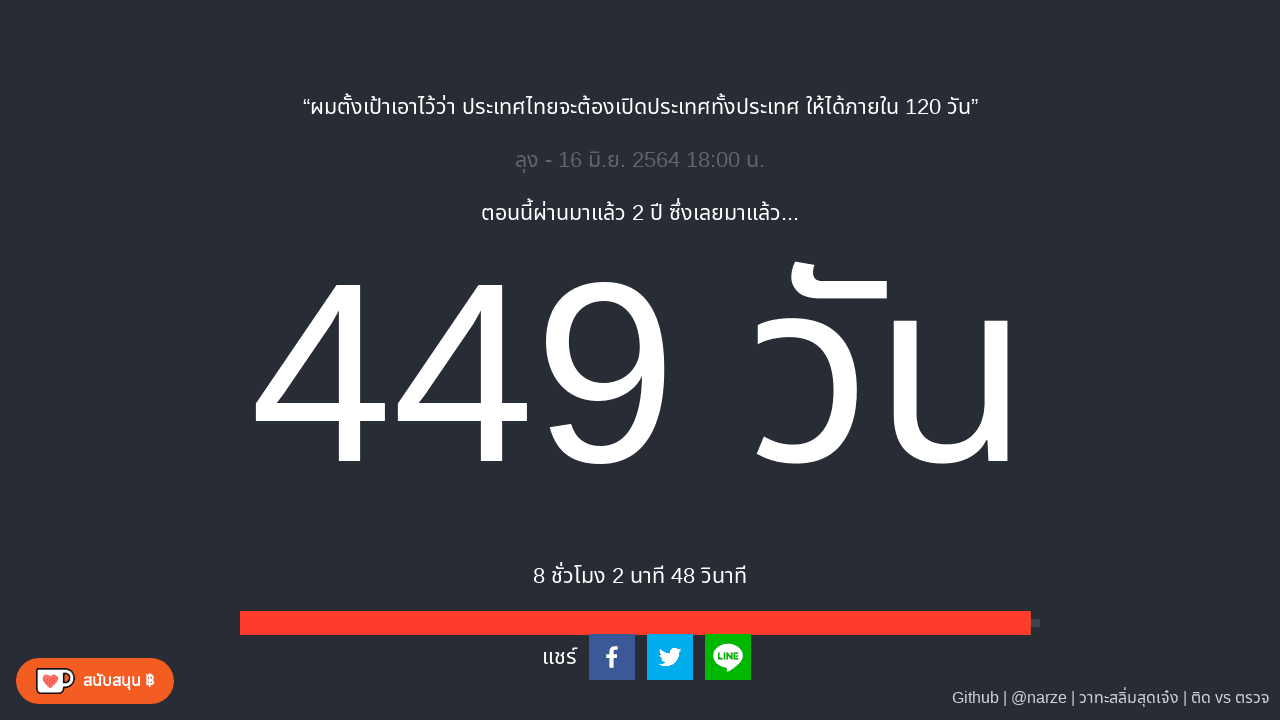 “ผมตั้งเป้าเอาไว้ว่า ประเทศไทยจะต้องเปิดประเทศทั้งประเทศ ให้ได้ภายใน 120 วัน”
ลุง - 16 มิ.ย. 2564 18:00 น.
ตอนนี้ผ่านมาแล้ว 2 ปี ซึ่งเลยมาแล้ว...
449 วัน
8 ชั่วโมง 2 นาที 48 วินาที
แชร์
LINE
สนับสนุน ฿
Github | @narze | วาทะสลิ่มสุดเจ๋ง | ติด vs ตรวจ